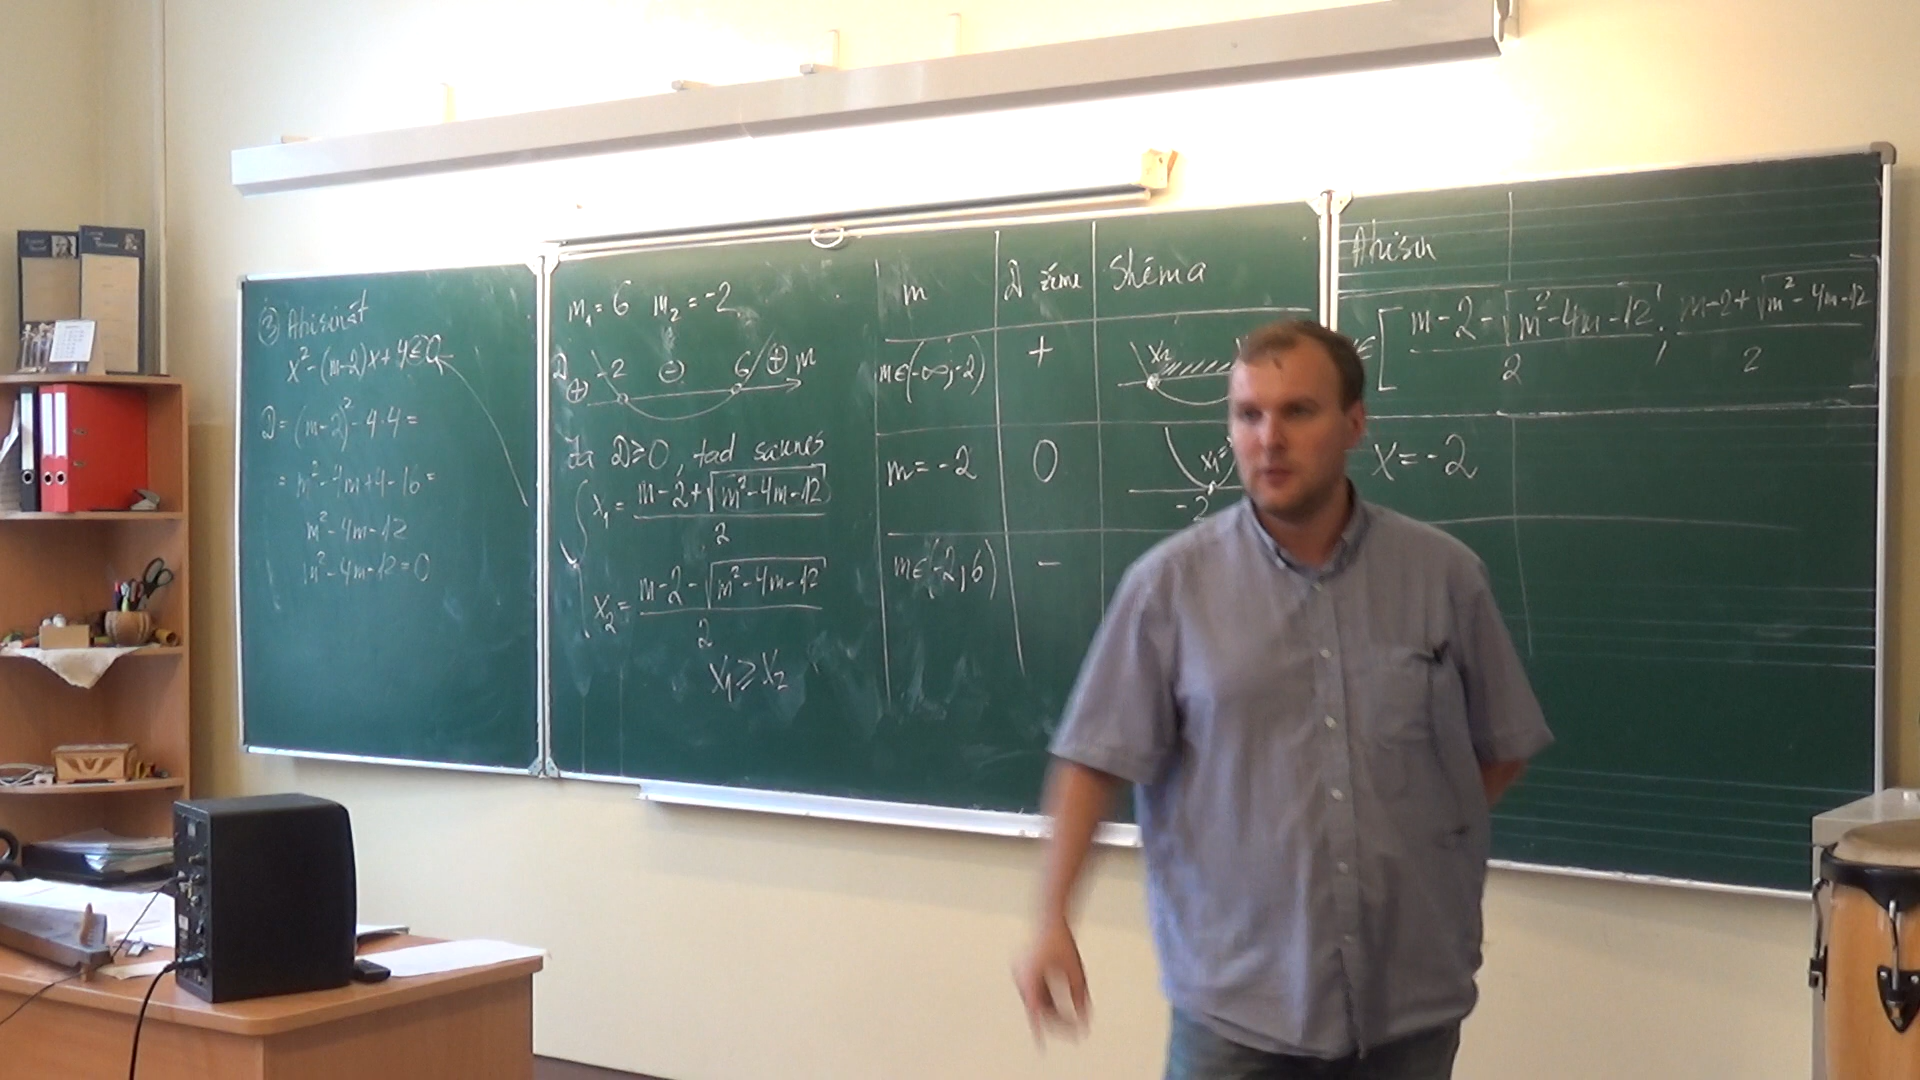 ③ Atrisināt
x² - (m-2)x + 4 ≤ 0
D = (m-2)² - 4·4 =
= m² - 4m + 4 - 16 =
m² - 4m - 12
m² - 4m - 12 = 0
m₁ = 6 m₂ = -2
D ⊕ -2 ⊖ 6 ⊕ m
Ja D ≥ 0, tad saknes
x₁ = (m-2+√(m²-4m-12))/2
x₂ = (m-2-√(m²-4m-12))/2
x₁ ≥ x₂
m D zīme Shēma Atrisin
m∈(-∞;-2) + x₂ ∈ [(m-2-√(m²-4m-12))/2 ; (m-2+√(m²-4m-12))/2]
m = -2 0 x₁= -2 x = -2
m∈(-2;6) -